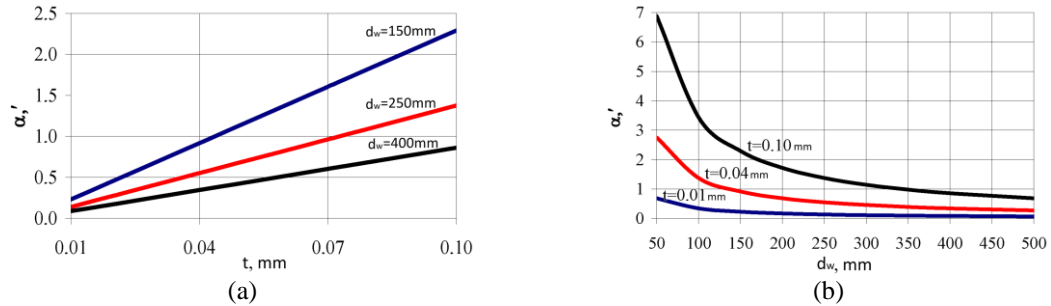 2.5
2.0
1.5
1.0
0.5
0.0
α,′
dw=150mm
dw=250mm
dw=400mm
0.01 0.04 0.07 0.10
t, mm
(a)
7
6
5
4
3
2
1
0
α,′
t=0.10 mm
t=0.04 mm
t=0.01 mm
50 100 150 200 250 300 350 400 450 500
dw, mm
(b)